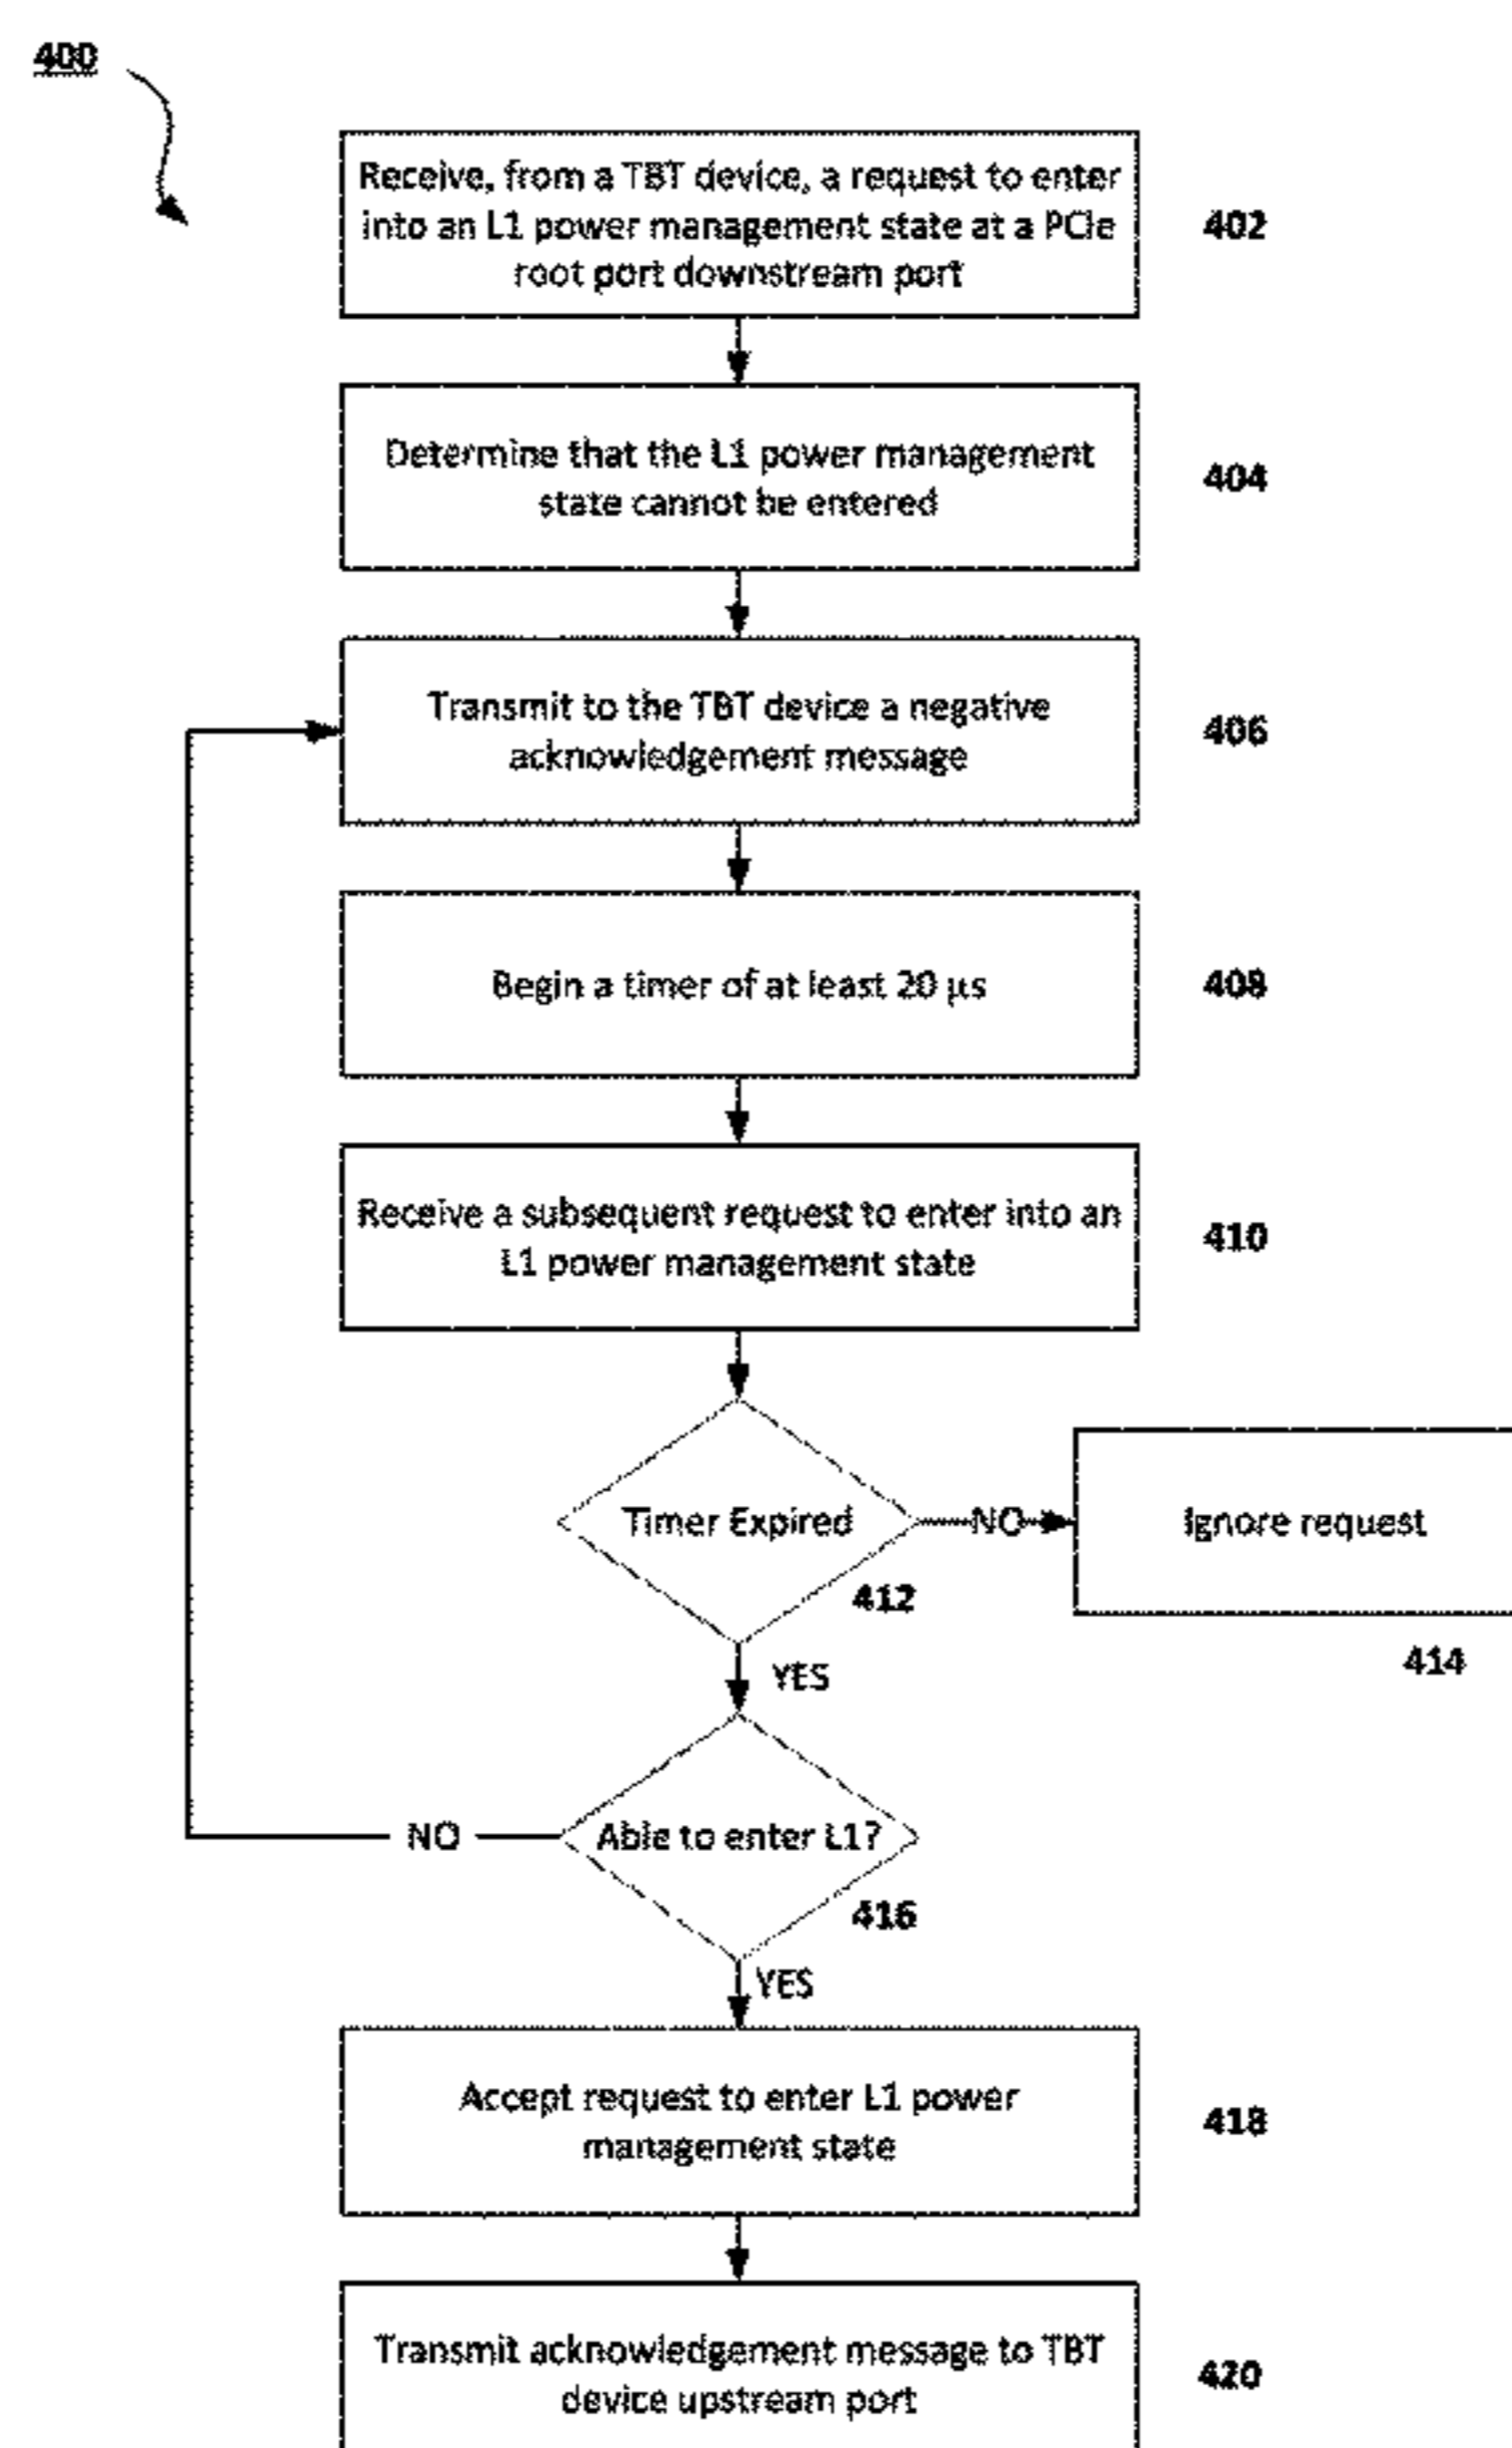 400
Receive, from a TBT device, a request to enter
into an L1 power management state at a PCIe
root port downstream port
402
Determine that the L1 power management
state cannot be entered
404
Transmit to the TBT device a negative
acknowledgement message
406
Begin a timer of at least 20 µs
408
Receive a subsequent request to enter into an
L1 power management state
410
Timer Expired
NO
Ignore request
412
414
YES
Able to enter L1?
NO
416
YES
Accept request to enter L1 power
management state
418
Transmit acknowledgement message to TBT
device upstream port
420